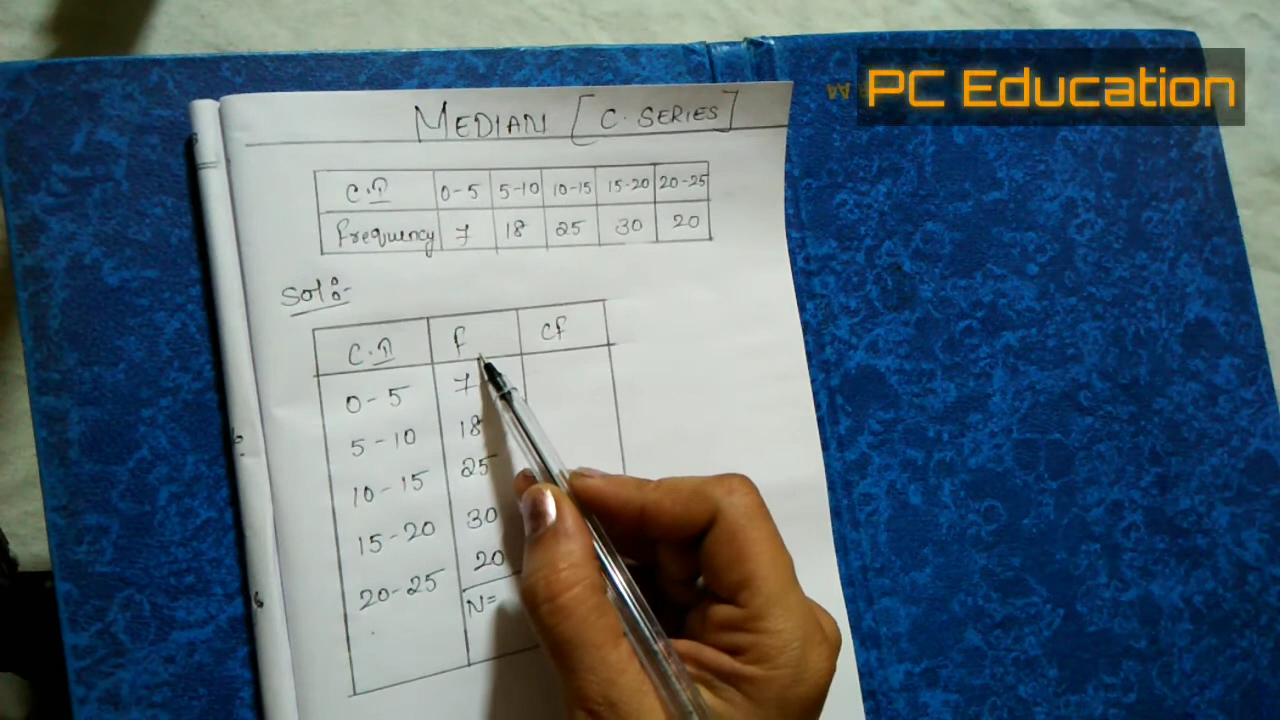 PC Education
MEDIAN [C. SERIES]
C.I 0-5 5-10 10-15 15-20 20-25
Frequency 7 18 25 30 20
Sol:-
C.I f cf
0-5 7
5-10 18
10-15 25
15-20 30
20-25 20
N=